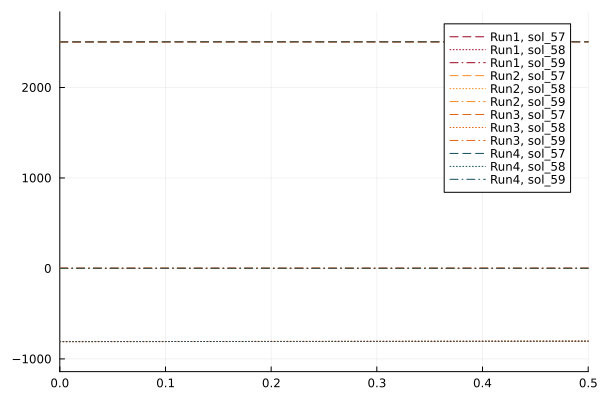 Run1, sol_57
Run1, sol_58
Run1, sol_59
Run2, sol_57
Run2, sol_58
Run2, sol_59
Run3, sol_57
Run3, sol_58
Run3, sol_59
Run4, sol_57
Run4, sol_58
Run4, sol_59
2000
1000
0
−1000
0.0 0.1 0.2 0.3 0.4 0.5